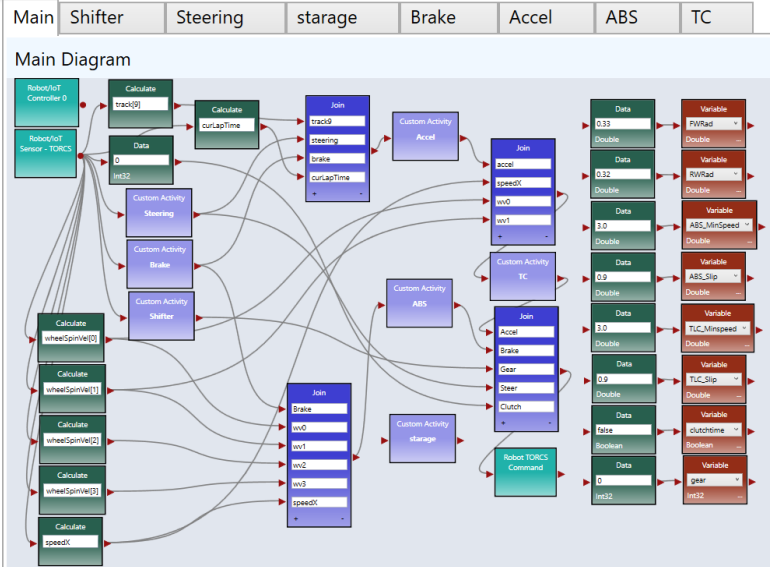 Main Shifter Steering starage Brake Accel ABS TC
Main Diagram
Robot/IoT
Controller 0
Robot/IoT
Sensor - TORCS
Calculate
track[9]
Data
0
Int32
Calculate
curLapTime
Custom Activity
Steering
Custom Activity
Brake
Custom Activity
Shifter
Calculate
wheelSpinVel[0]
Calculate
wheelSpinVel[1]
Calculate
wheelSpinVel[2]
Calculate
wheelSpinVel[3]
Calculate
speedX
Join
track9
steering
brake
curLapTime
+ -
Join
Brake
wv0
wv1
wv2
wv3
speedX
+ -
Custom Activity
Accel
Custom Activity
ABS
Custom Activity
starage
Join
accel
speedX
wv0
wv1
+ -
Custom Activity
TC
Join
Accel
Brake
Gear
Steer
Clutch
+ -
Robot TORCS
Command
Data
0.33
Double
Variable
FWRad
Double ...
Data
0.32
Double
Variable
RWRad
Double ...
Data
3.0
Double
Variable
ABS_MinSpeed
Double ...
Data
0.9
Double
Variable
ABS_Slip
Double ...
Data
3.0
Double
Variable
TLC_Minspeed
Double ...
Data
0.9
Double
Variable
TLC_Slip
Double ...
Data
false
Boolean
Variable
clutchtime
Boolean ...
Data
0
Int32
Variable
gear
Int32 ...